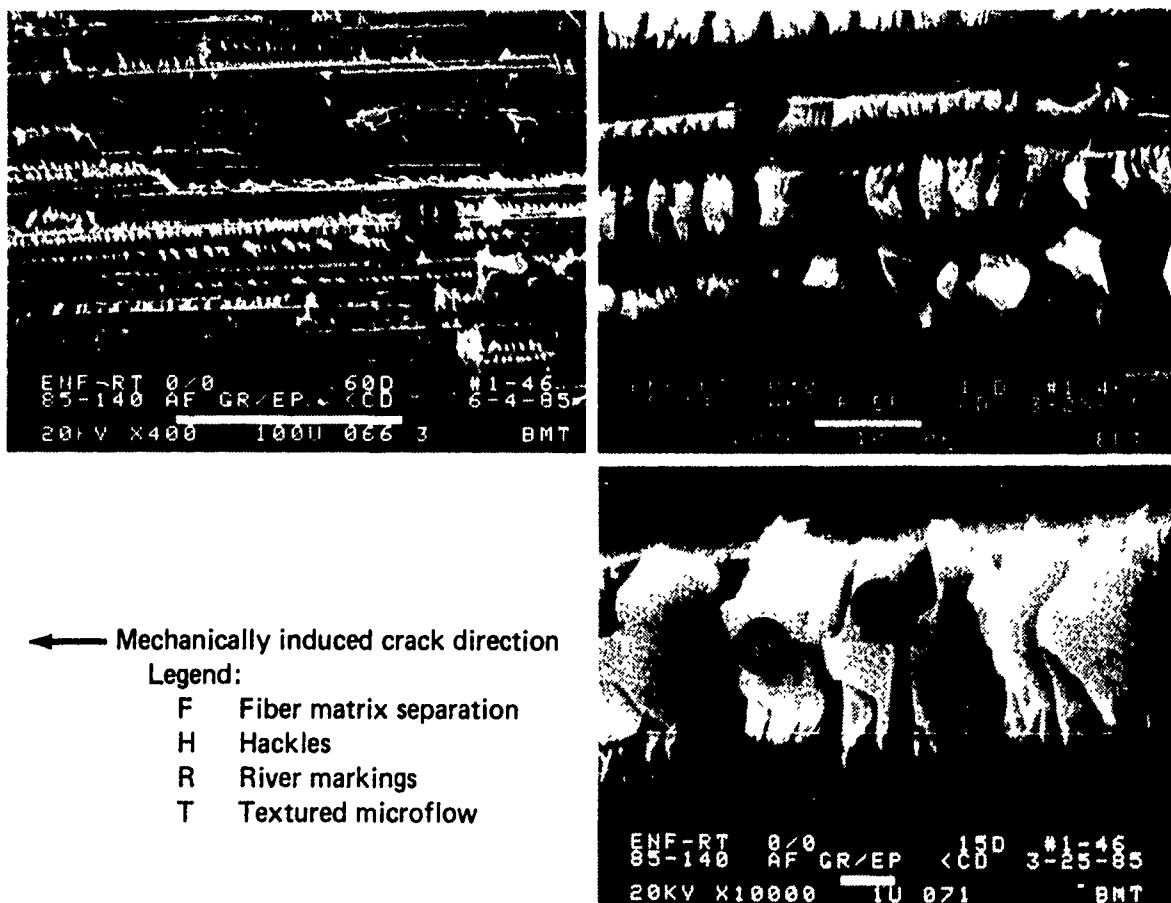 ENF-RT 0/0 60D #1-46
85-140 AF GR/EP <CD 6-4-85
20KV X400 100U 066 3 BMT
#1-4
Mechanically induced crack direction
Legend:
F Fiber matrix separation
H Hackles
R River markings
T Textured microflow
ENF-RT 0/0 15D #1-46
85-140 AF GR/EP <CD 3-25-85
20KV X10000 1U 071 BMT